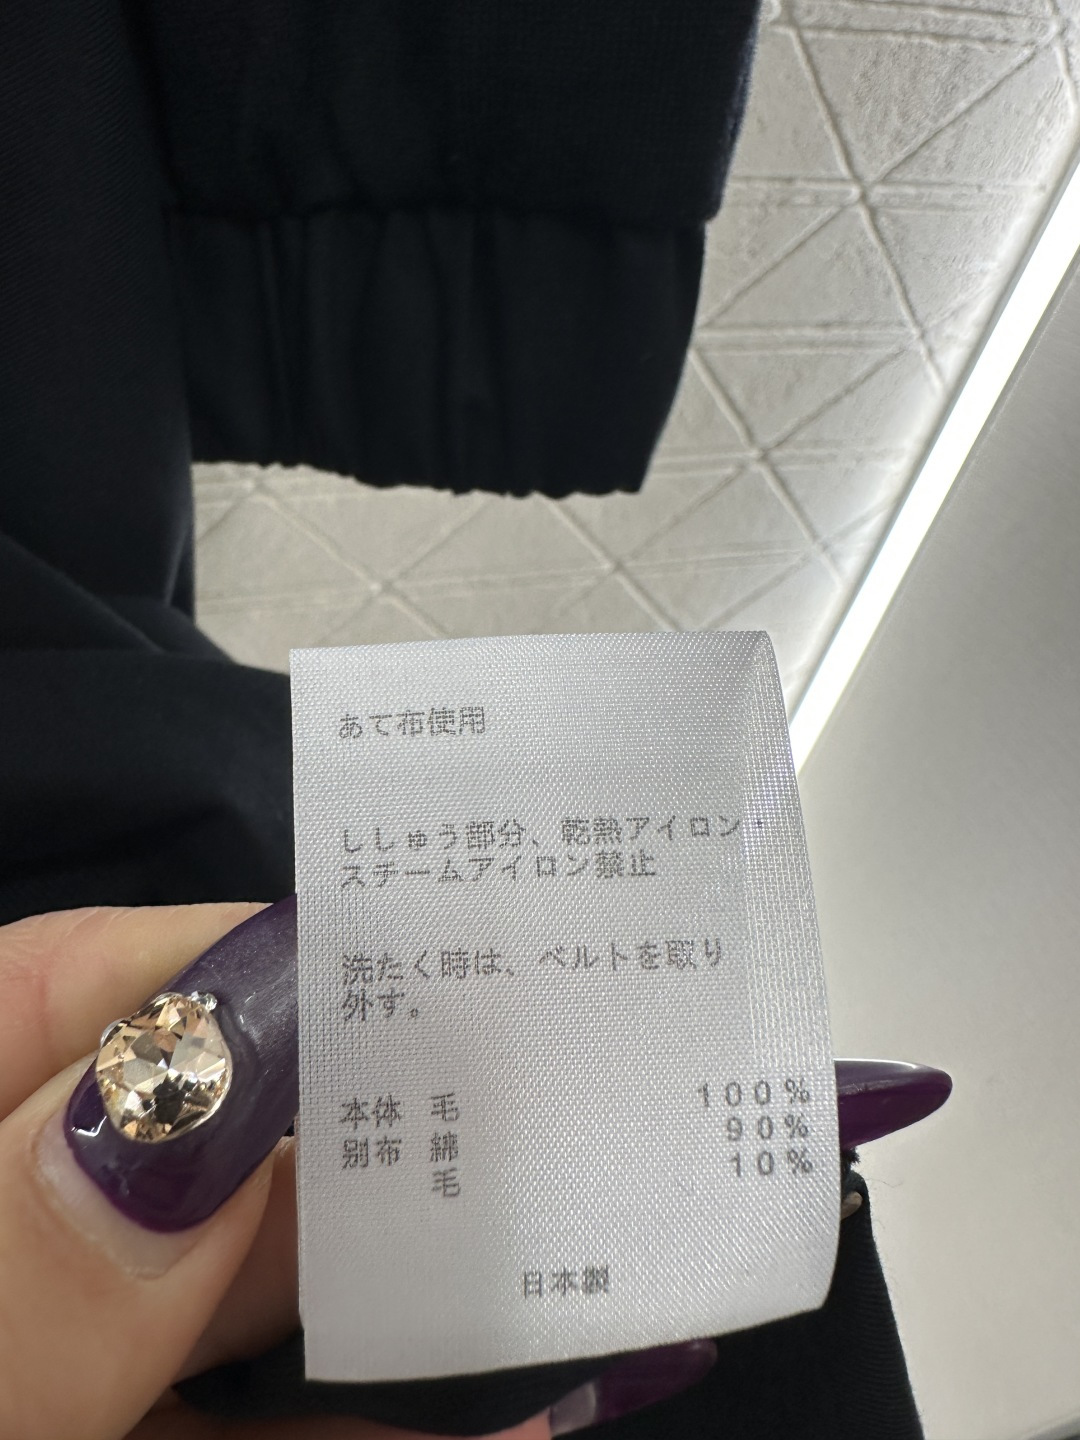 あて布使用
ししゅう部分、乾熱アイロン・
スチームアイロン禁止
洗たく時は、ベルトを取り
外す。
本体 毛 100%
別布 綿 90%
毛 10%
日本製